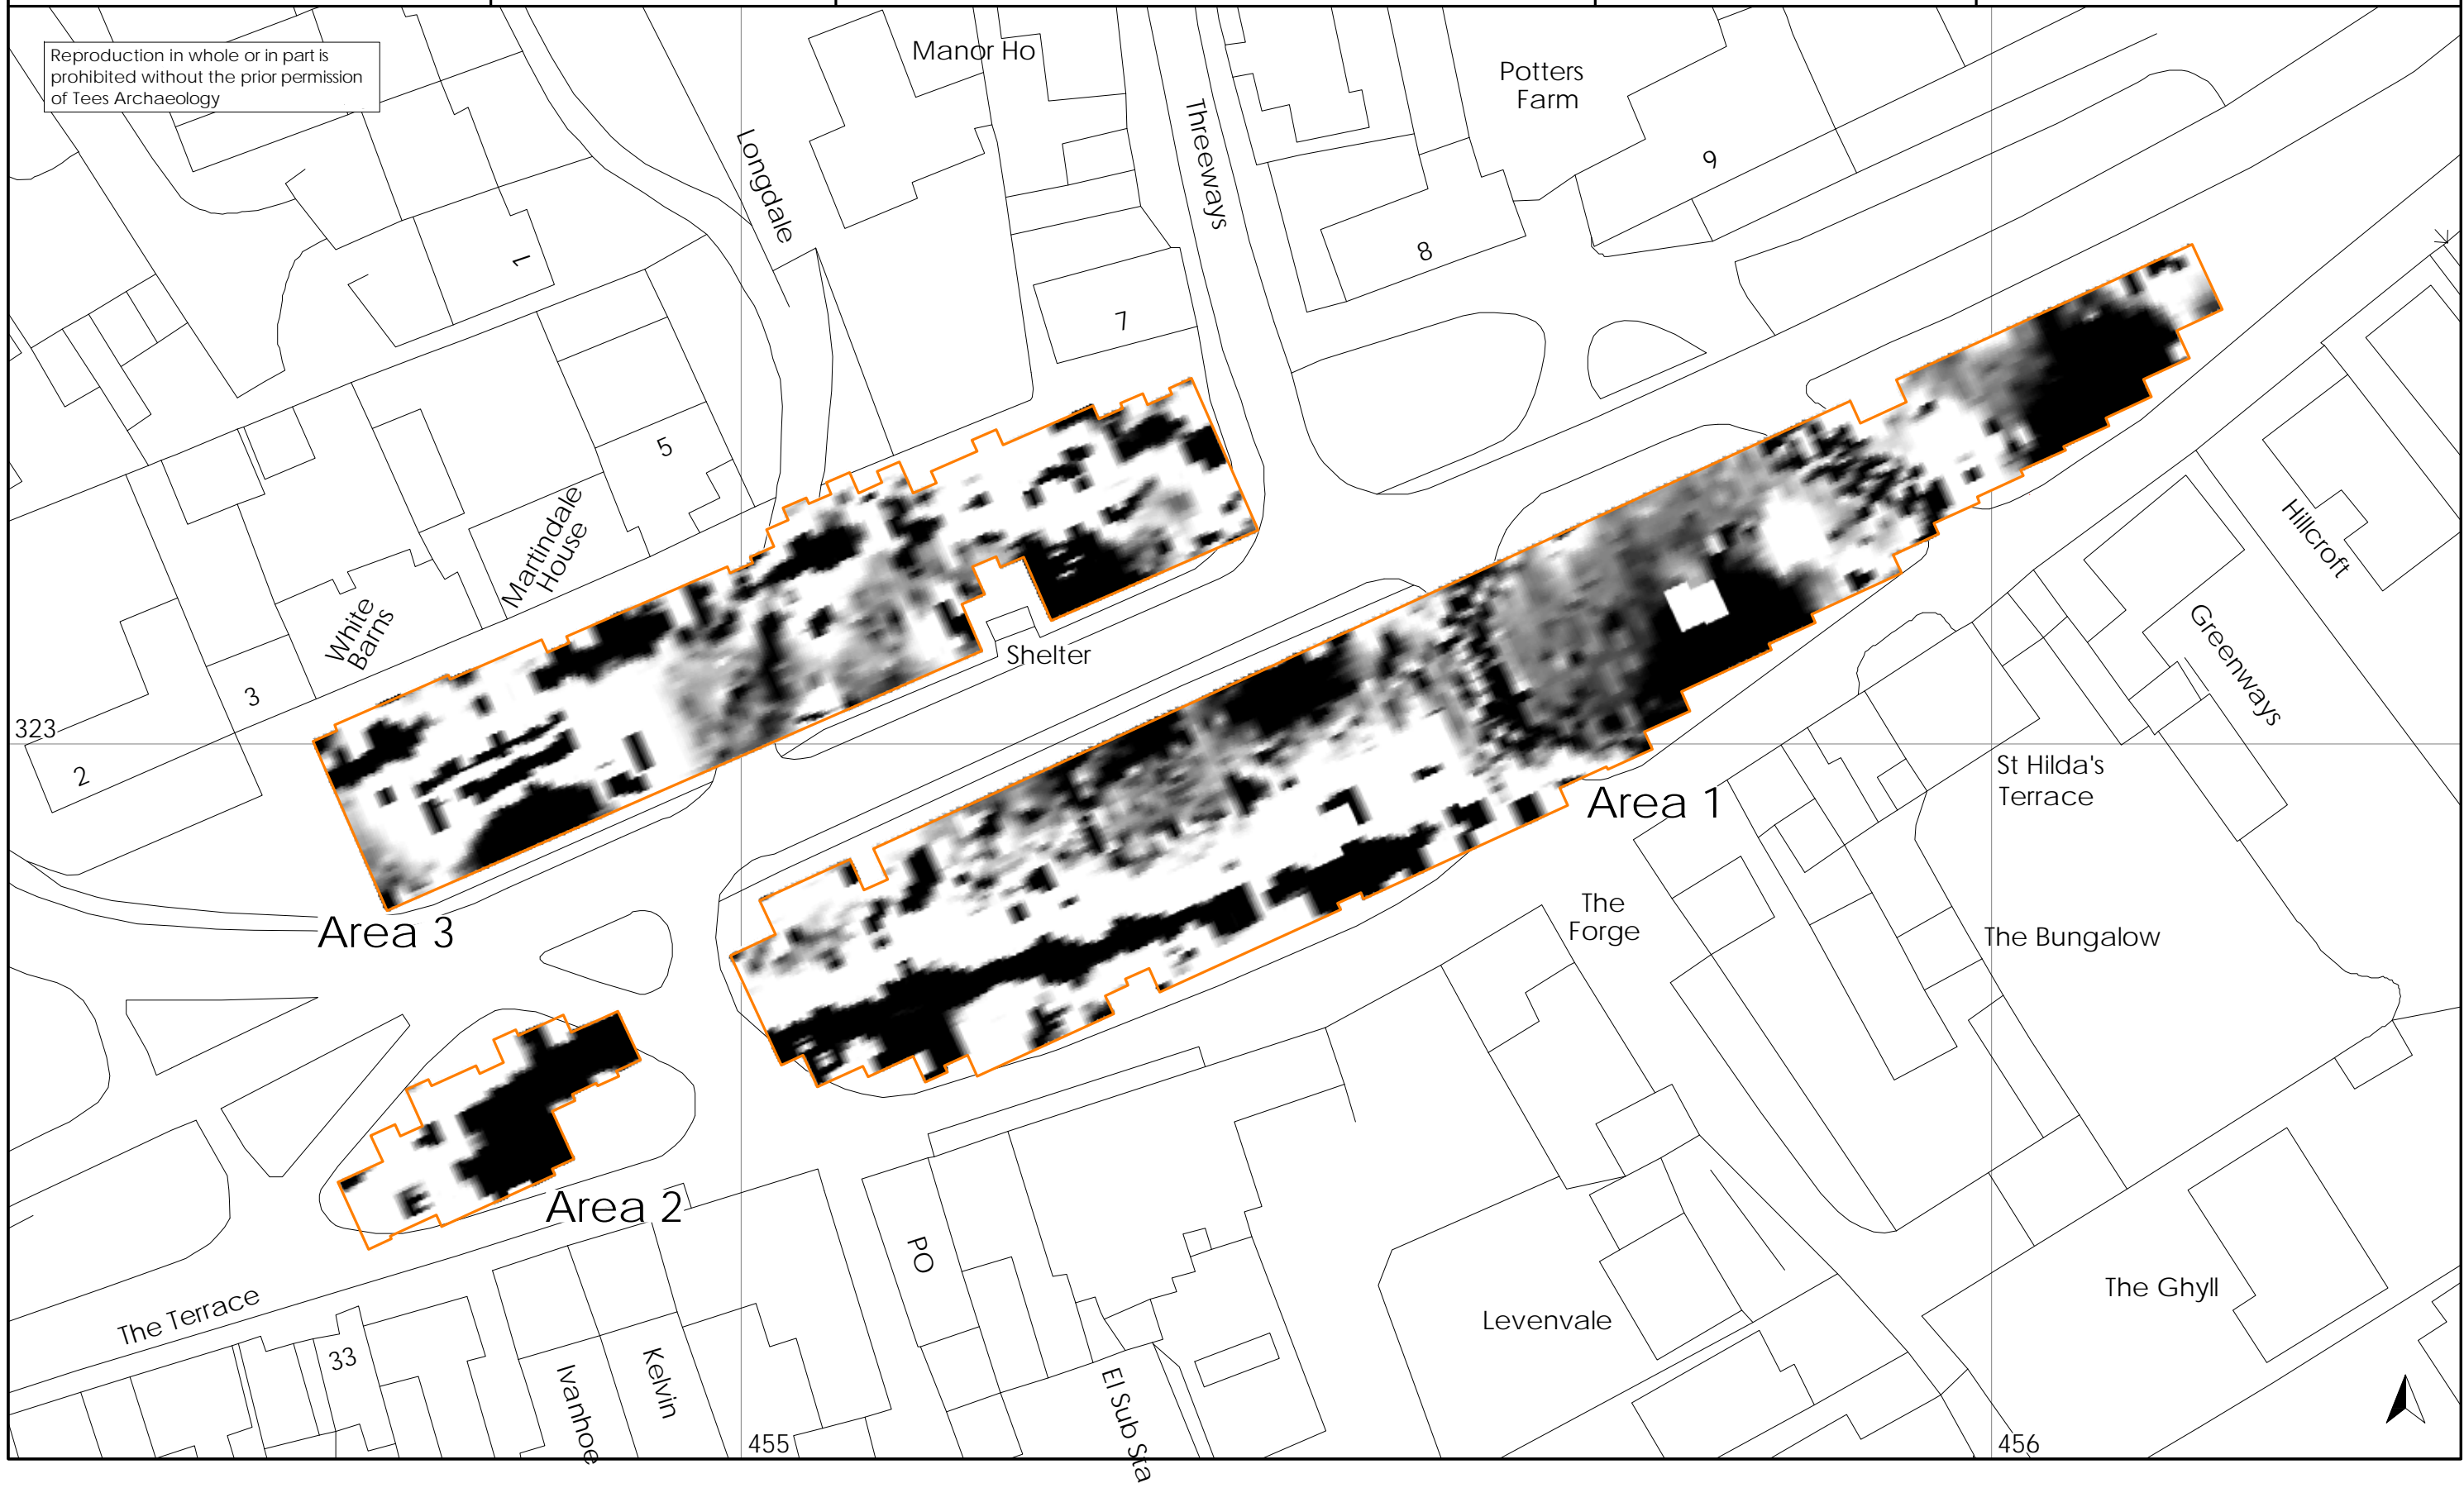 Reproduction in whole or in part is
prohibited without the prior permission
of Tees Archaeology
Manor Ho
Potters
Farm
Threeways
Longdale
9
8
1
7
5
Martindale
House
White
Barns
3
2
323
Shelter
Hillcroft
Greenways
St Hilda's
Terrace
Area 1
The
Forge
The Bungalow
Area 3
Area 2
PO
The Terrace
33
Ivanhoe
Kelvin
El Sub Sta
Levenvale
The Ghyll
455
456